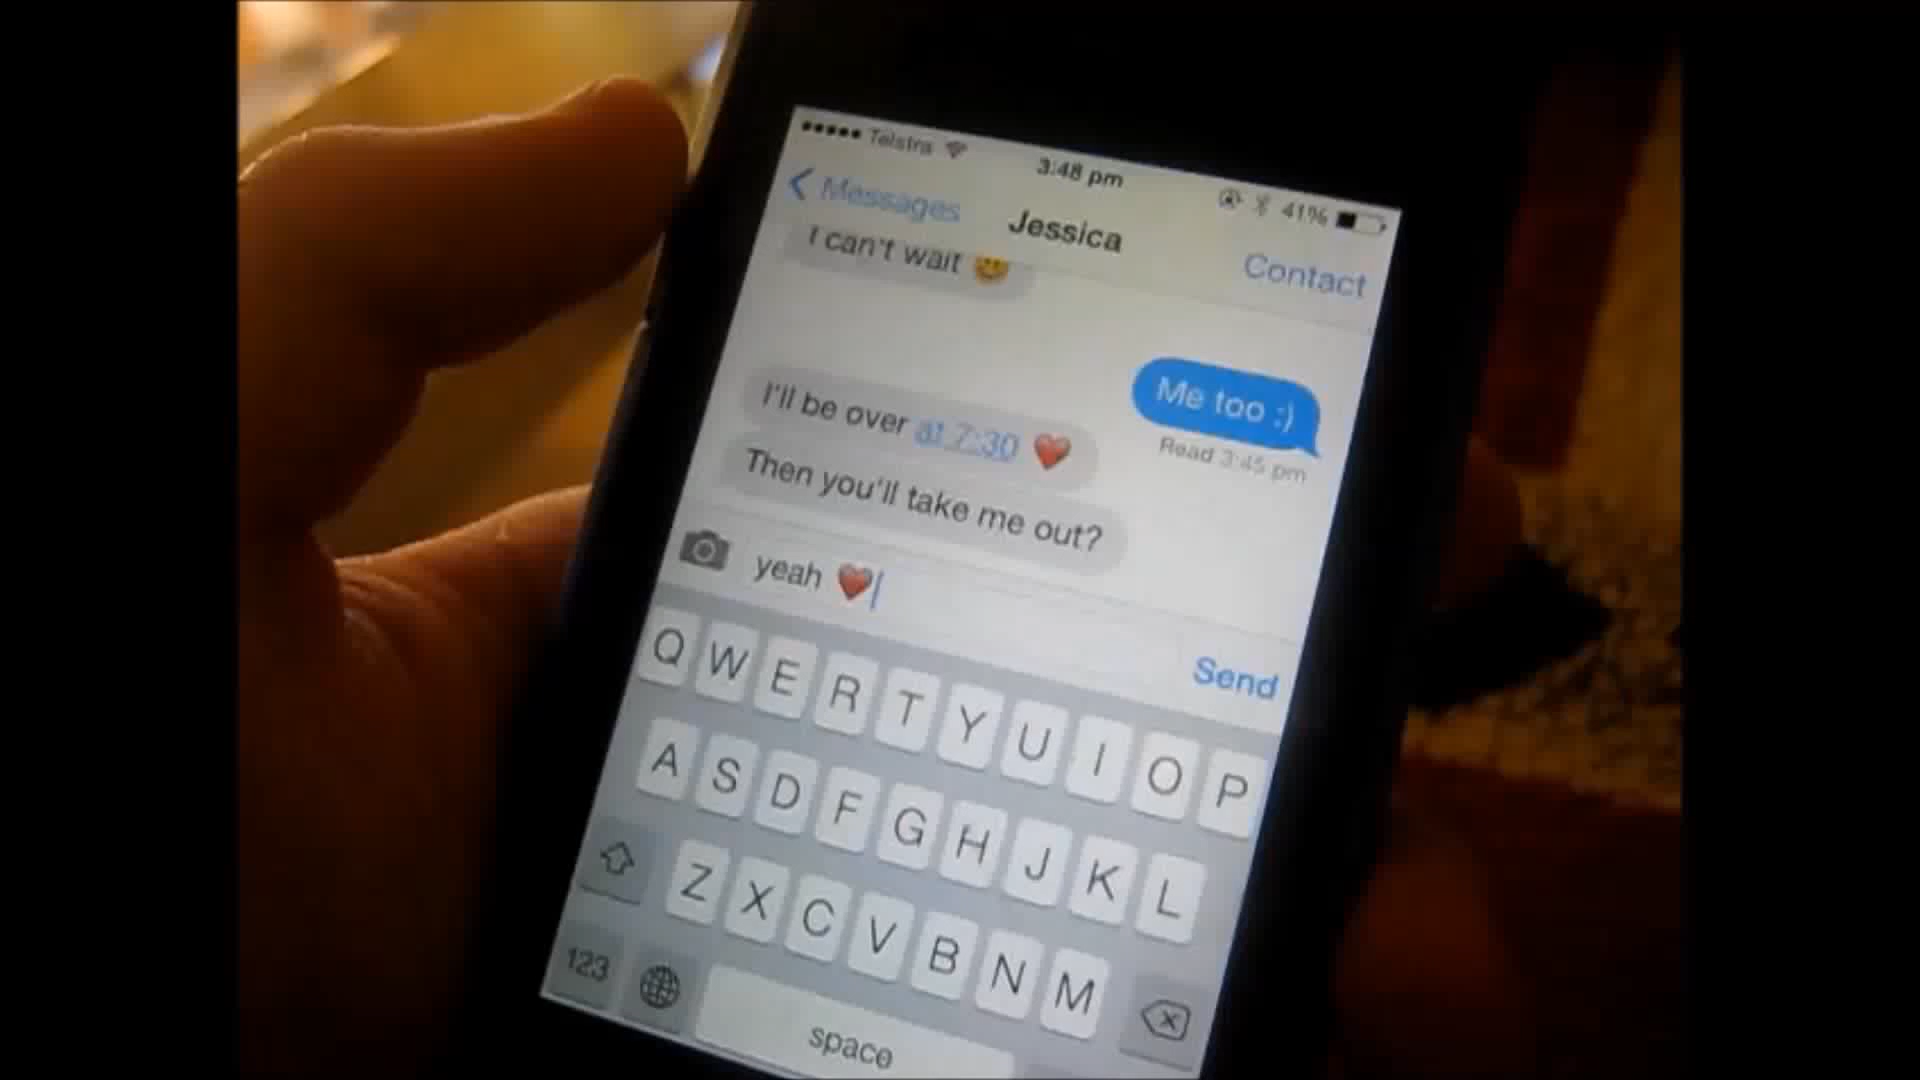 Telstra 3:48 pm 41%
Messages Jessica Contact
I can't wait 😀
Me too :)
Read 3:45 pm
I'll be over at 7:30 ❤️
Then you'll take me out?
yeah ❤️
Send
Q W E R T Y U I O P
A S D F G H J K L
Z X C V B N M
123 space